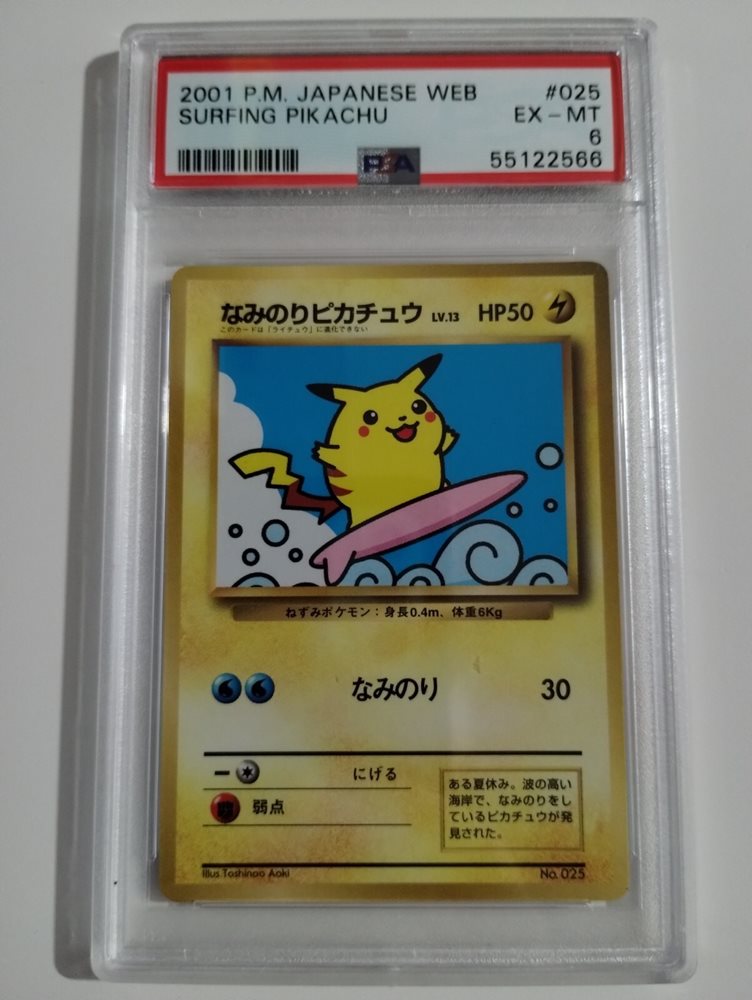 2001 P.M. JAPANESE WEB #025
SURFING PIKACHU EX - MT
6
55122566
PSA
なみのりピカチュウ LV.13 HP50
このカードは「ライチュウ」に進化できない
ねずみポケモン：身長0.4m、体重6Kg
なみのり 30
にげる
弱点
ある夏休み。波の高い
海岸で、なみのりをし
ているピカチュウが発
見された。
Illus Toshinao Aoki No. 025